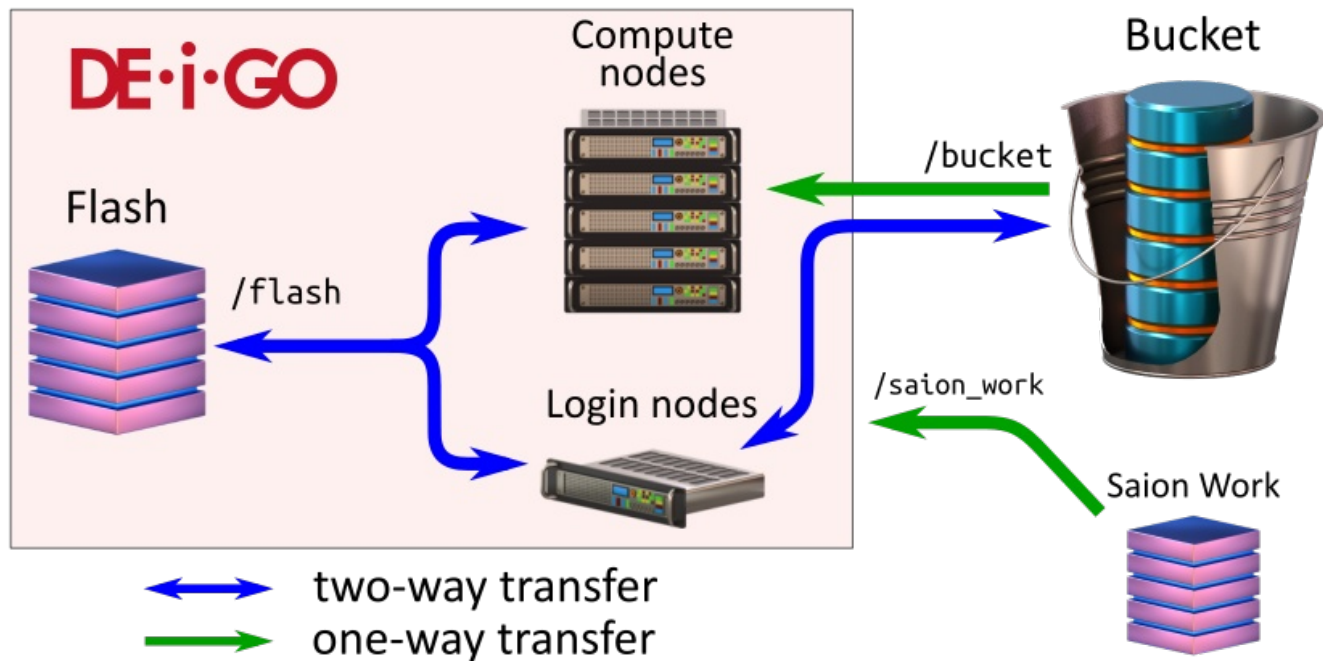 DE·i·GO
Compute
nodes
Bucket
/bucket
Flash
/flash
Login nodes
/saion_work
Saion Work
two-way transfer
one-way transfer